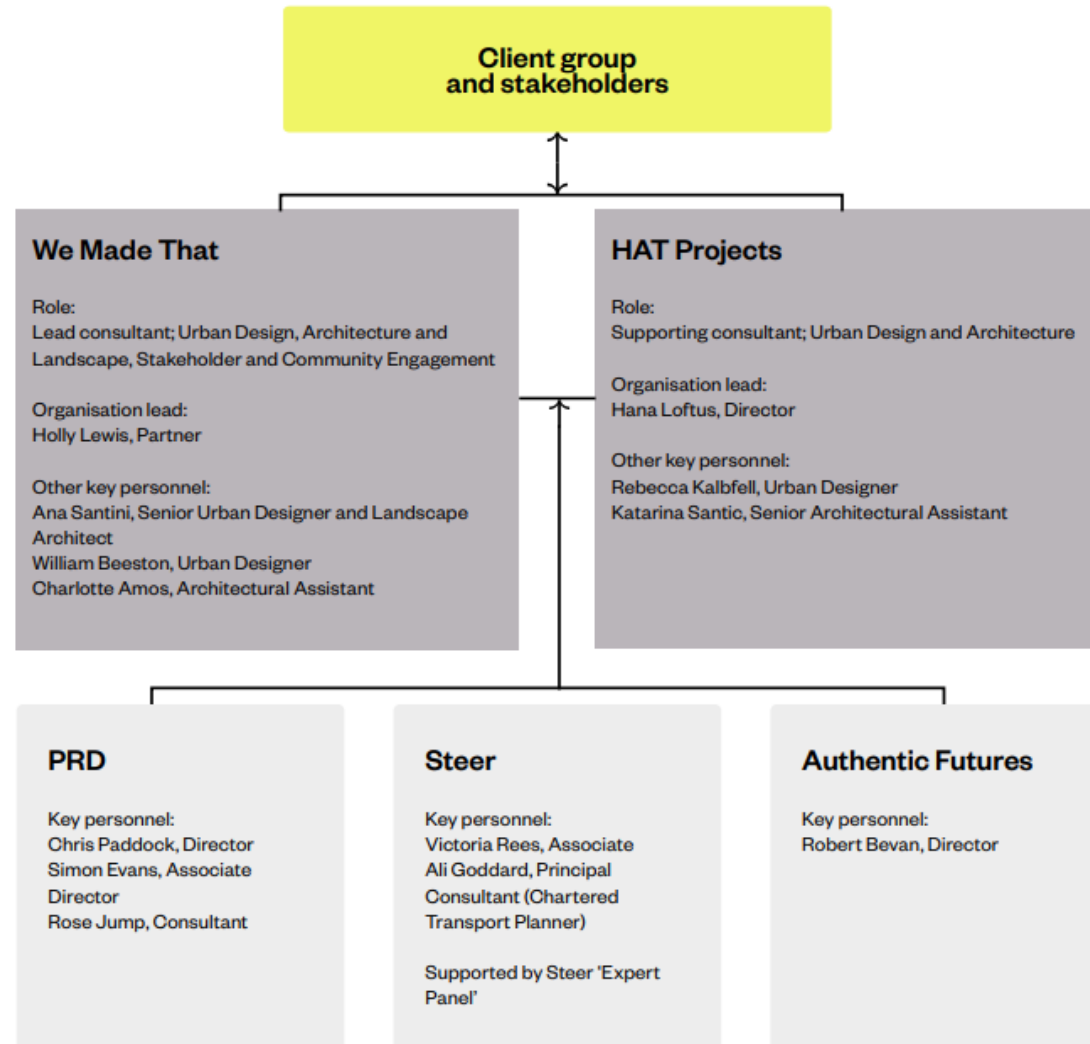 Client group
and stakeholders
We Made That
Role:
Lead consultant; Urban Design, Architecture and
Landscape, Stakeholder and Community Engagement
Organisation lead:
Holly Lewis, Partner
Other key personnel:
Ana Santini, Senior Urban Designer and Landscape
Architect
William Beeston, Urban Designer
Charlotte Amos, Architectural Assistant
HAT Projects
Role:
Supporting consultant; Urban Design and Architecture
Organisation lead:
Hana Loftus, Director
Other key personnel:
Rebecca Kalbfell, Urban Designer
Katarina Santic, Senior Architectural Assistant
PRD
Key personnel:
Chris Paddock, Director
Simon Evans, Associate
Director
Rose Jump, Consultant
Steer
Key personnel:
Victoria Rees, Associate
Ali Goddard, Principal
Consultant (Chartered
Transport Planner)
Supported by Steer 'Expert
Panel'
Authentic Futures
Key personnel:
Robert Bevan, Director